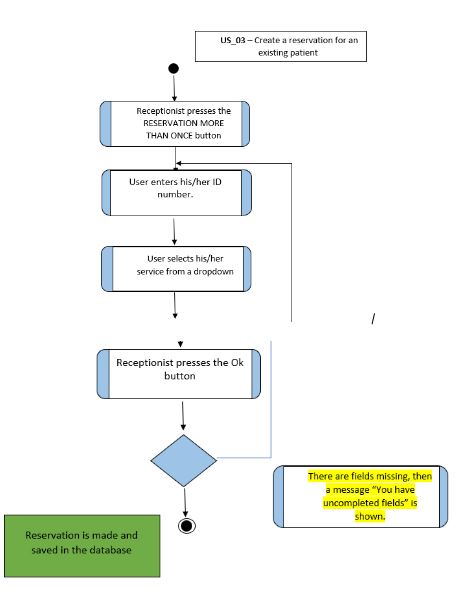 US_03 – Create a reservation for an
existing patient
Receptionist presses the
RESERVATION MORE
THAN ONCE button
User enters his/her ID
number.
User selects his/her
service from a dropdown
/
Receptionist presses the Ok
button
There are fields missing, then
a message “You have
uncompleted fields” is
shown.
Reservation is made and
saved in the database